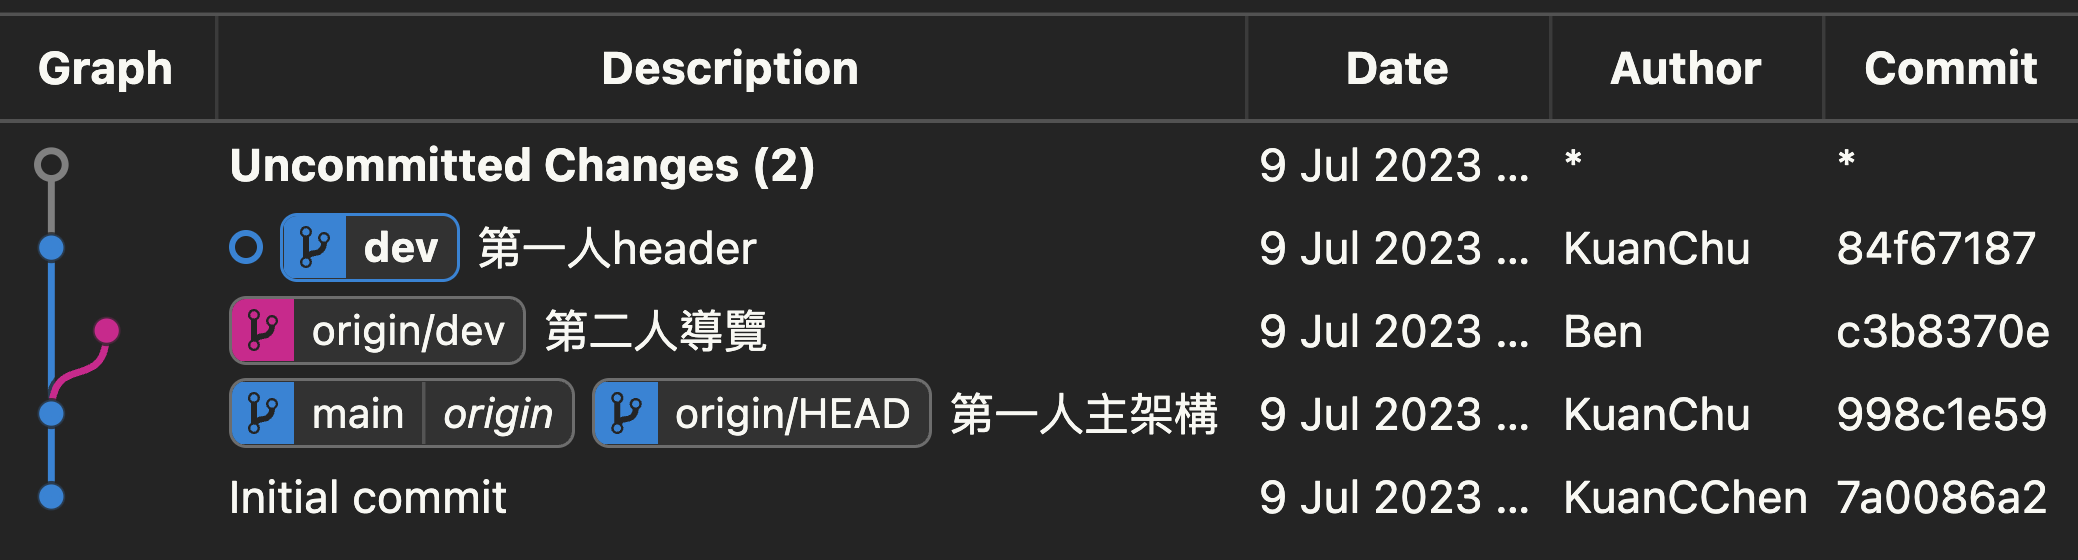 Graph Description Date Author Commit
Uncommitted Changes (2) 9 Jul 2023 ... * *
dev 第一人header 9 Jul 2023 ... KuanChu 84f67187
origin/dev 第二人導覽 9 Jul 2023 ... Ben c3b8370e
main origin origin/HEAD 第一人主架構 9 Jul 2023 ... KuanChu 998c1e59
Initial commit 9 Jul 2023 ... KuanCChen 7a0086a2